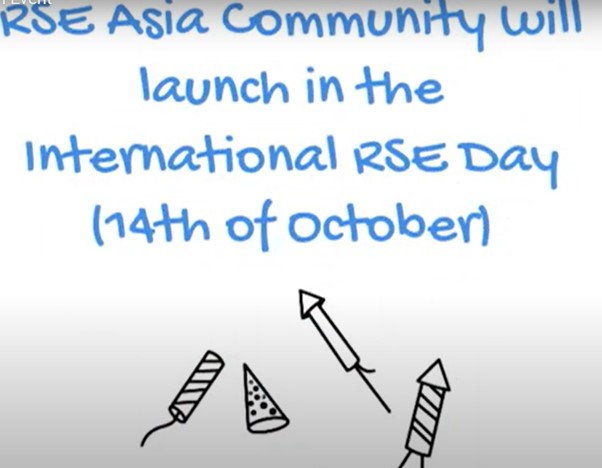 RSE Asia Community will
launch in the
International RSE Day
(14th of October)